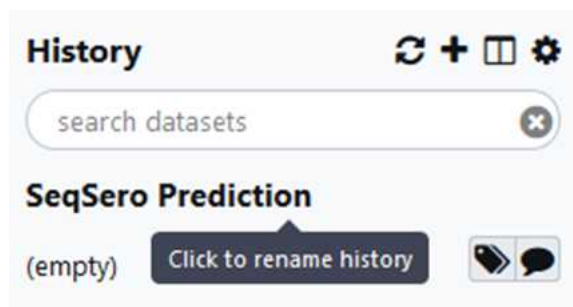 History
search datasets
SeqSero Prediction
Click to rename history
(empty)